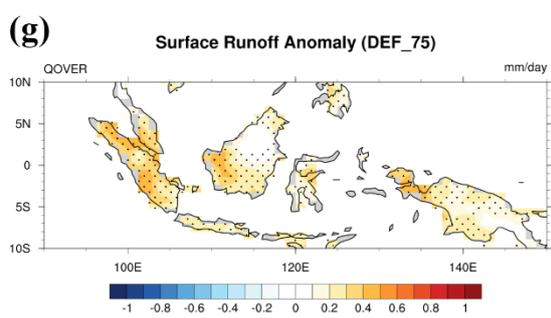 (g)
Surface Runoff Anomaly (DEF_75)
QOVER mm/day
10N
5N
0
5S
10S
100E 120E 140E
-1 -0.8 -0.6 -0.4 -0.2 0 0.2 0.4 0.6 0.8 1